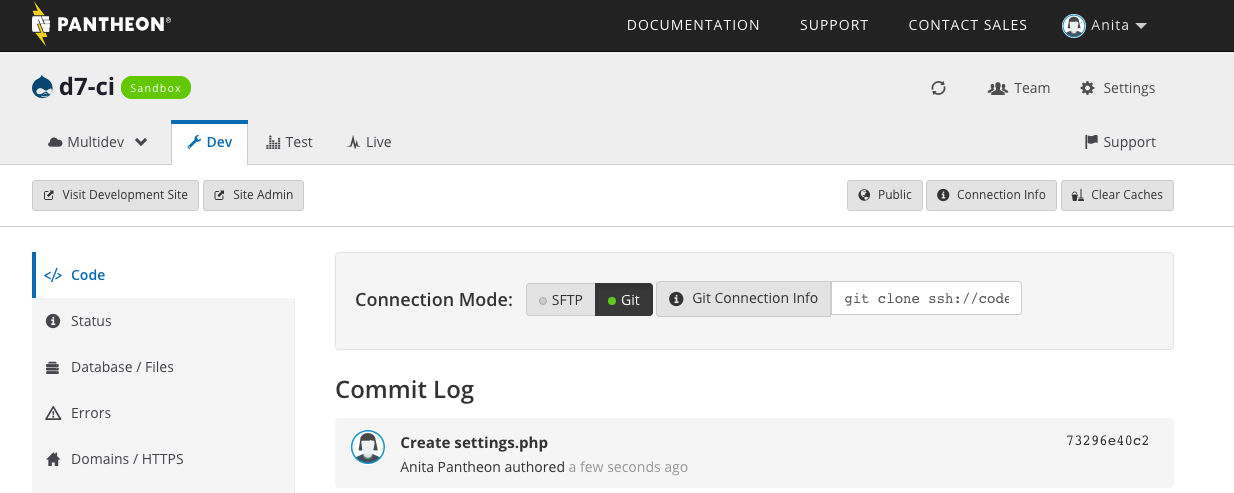 PANTHEON® DOCUMENTATION SUPPORT CONTACT SALES Anita
d7-ci Sandbox Team Settings
Multidev Dev Test Live Support
Visit Development Site Site Admin Public Connection Info Clear Caches
</> Code
Status
Database / Files
Errors
Domains / HTTPS
Connection Mode: SFTP Git Git Connection Info git clone ssh://code
Commit Log
Create settings.php 73296e40c2
Anita Pantheon authored a few seconds ago